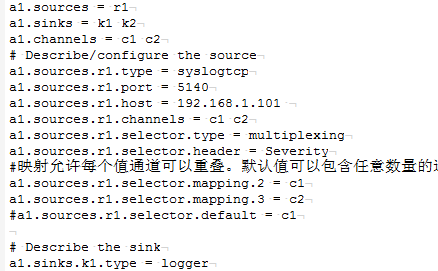 a1.sources = r1
a1.sinks = k1 k2
a1.channels = c1 c2
# Describe/configure the source
a1.sources.r1.type = syslogtcp
a1.sources.r1.port = 5140
a1.sources.r1.host = 192.168.1.101
a1.sources.r1.channels = c1 c2
a1.sources.r1.selector.type = multiplexing
a1.sources.r1.selector.header = Severity
#映射允许每个值通道可以重叠。默认值可以包含任意数量的
a1.sources.r1.selector.mapping.2 = c1
a1.sources.r1.selector.mapping.3 = c2
#a1.sources.r1.selector.default = c1
# Describe the sink
a1.sinks.k1.type = logger